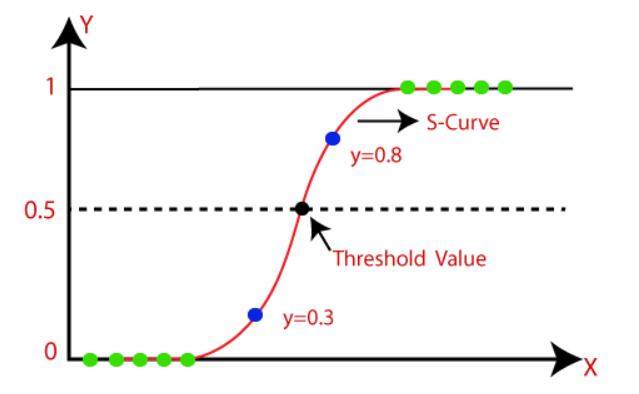 Y
1
S-Curve
y=0.8
0.5
Threshold Value
y=0.3
0
X